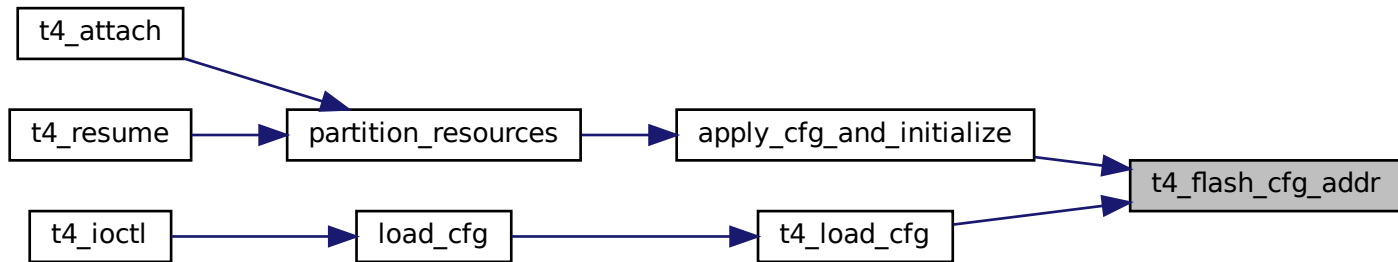 t4_attach
t4_resume
partition_resources
apply_cfg_and_initialize
t4_flash_cfg_addr
t4_ioctl
load_cfg
t4_load_cfg